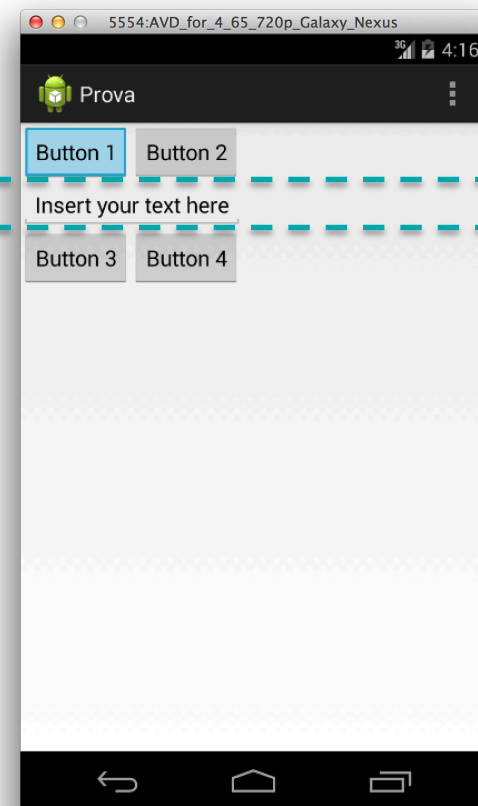 5554:AVD_for_4_65_720p_Galaxy_Nexus
3G 4:16
Prova
Button 1 Button 2
Insert your text here
Button 3 Button 4